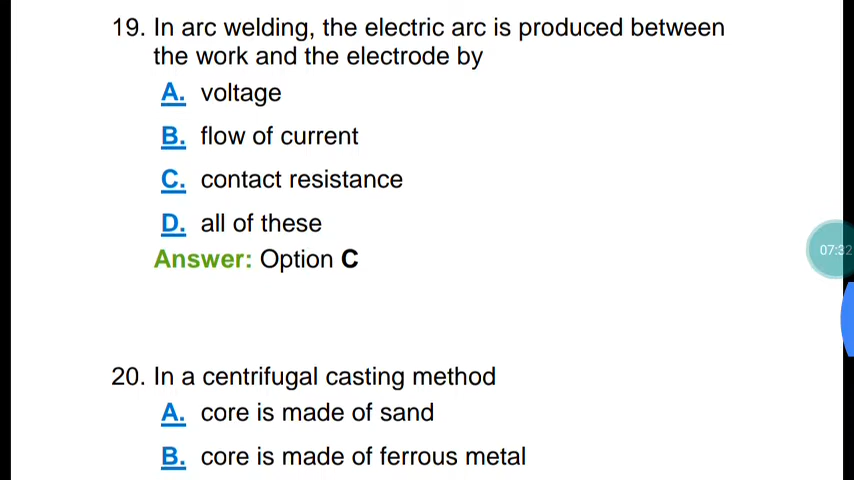 19. In arc welding, the electric arc is produced between
the work and the electrode by
A. voltage
B. flow of current
C. contact resistance
D. all of these
Answer: Option C
07:32
20. In a centrifugal casting method
A. core is made of sand
B. core is made of ferrous metal